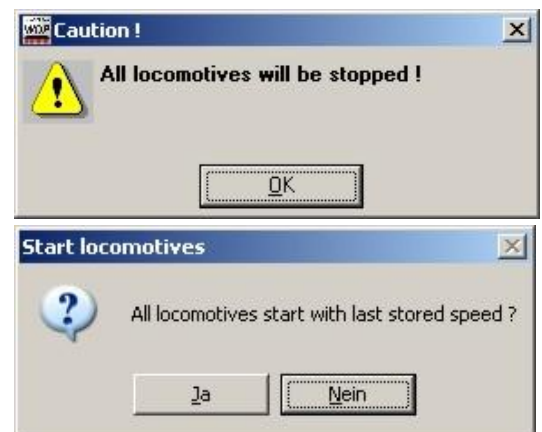 Caution !
All locomotives will be stopped !
OK
Start locomotives
All locomotives start with last stored speed ?
Ja
Nein